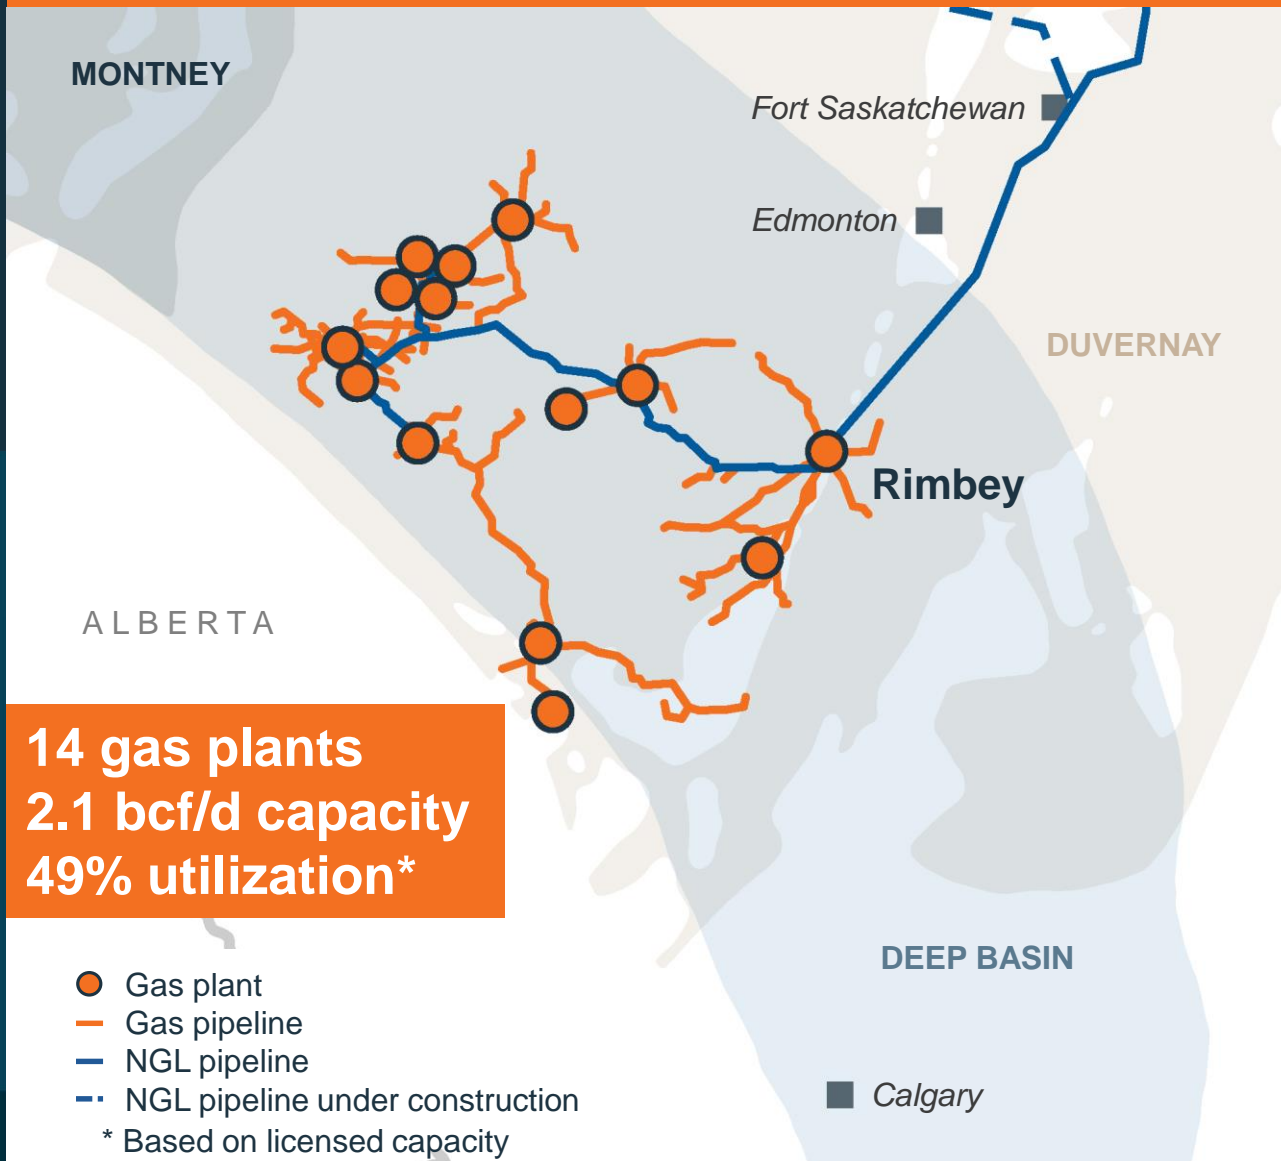 MONTNEY
Fort Saskatchewan
Edmonton
DUVERNAY
Rimbey
ALBERTA
14 gas plants
2.1 bcf/d capacity
49% utilization*
DEEP BASIN
Gas plant
Gas pipeline
NGL pipeline
NGL pipeline under construction
* Based on licensed capacity
Calgary